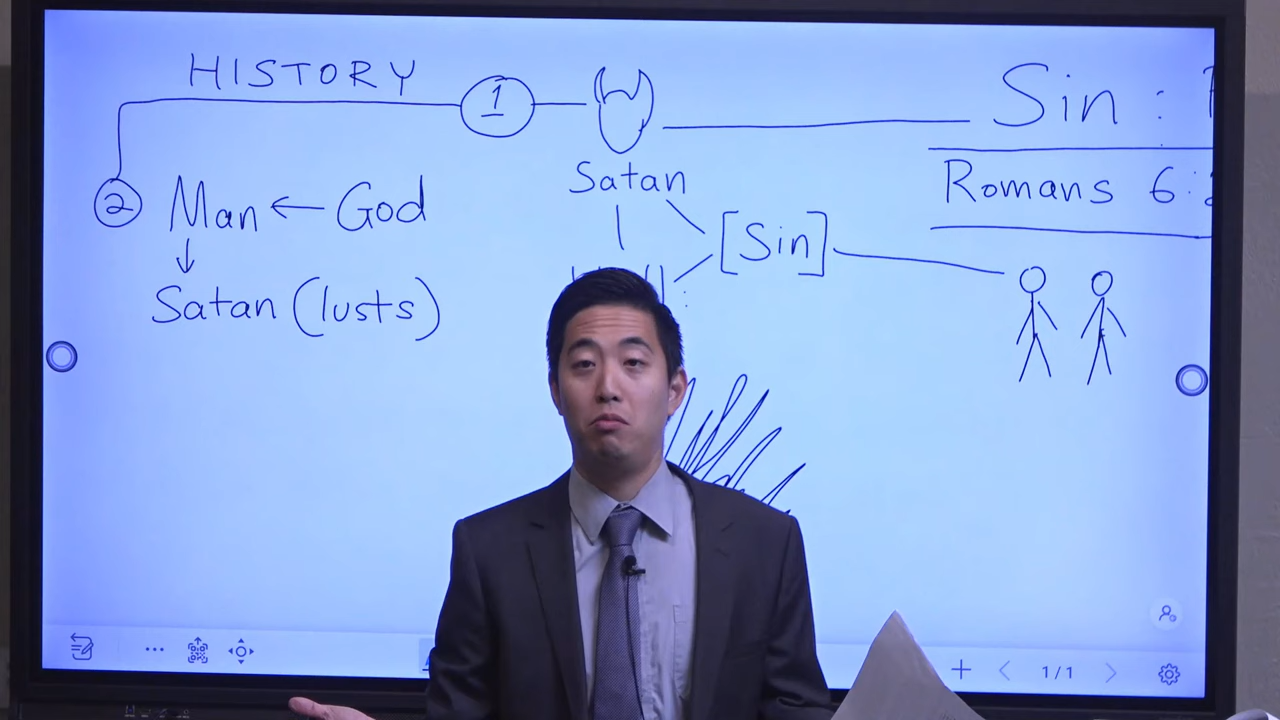 HISTORY
1
Sin :
Satan
Romans 6:
2 Man ← God
[Sin]
Satan (lusts)
1/1